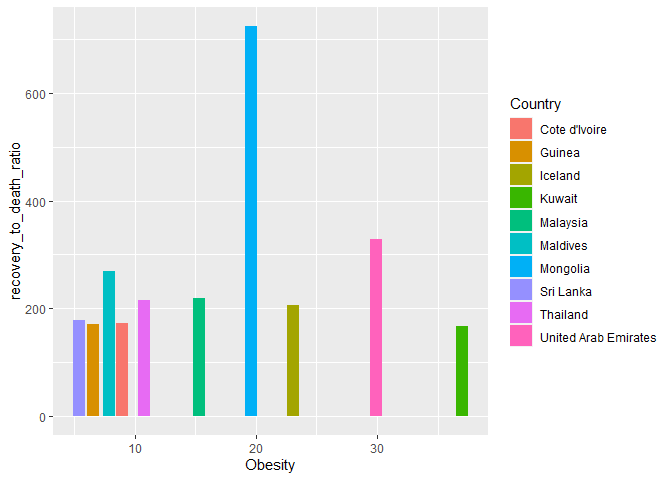 recovery_to_death_ratio
600
400
200
0
10 20 30
Obesity
Country
Cote d'Ivoire
Guinea
Iceland
Kuwait
Malaysia
Maldives
Mongolia
Sri Lanka
Thailand
United Arab Emirates